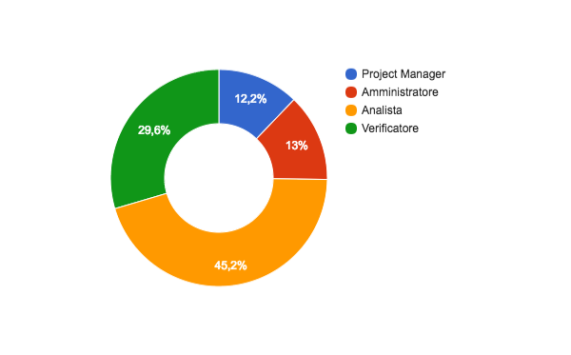 Project Manager
Amministratore
Analista
Verificatore
12,2%
13%
29,6%
45,2%